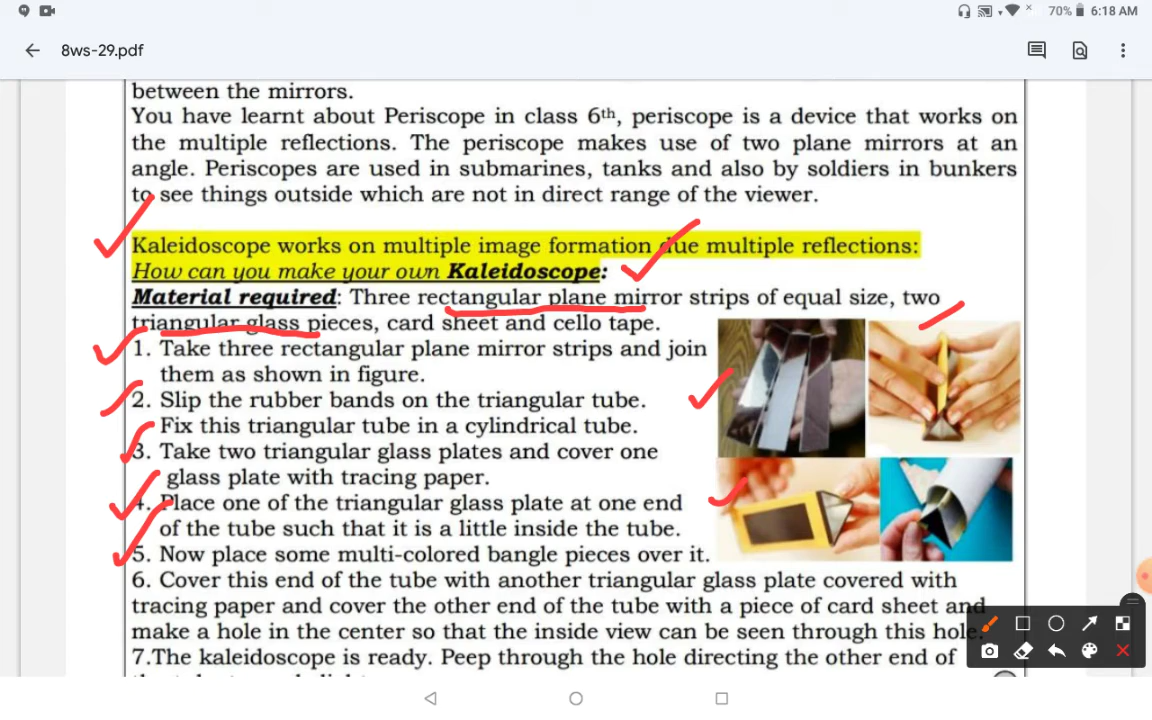 70% 6:18 AM
8ws-29.pdf
between the mirrors.
You have learnt about Periscope in class 6th, periscope is a device that works on
the multiple reflections. The periscope makes use of two plane mirrors at an
angle. Periscopes are used in submarines, tanks and also by soldiers in bunkers
to see things outside which are not in direct range of the viewer.
Kaleidoscope works on multiple image formation due multiple reflections:
How can you make your own Kaleidoscope:
Material required: Three rectangular plane mirror strips of equal size, two
triangular glass pieces, card sheet and cello tape.
1. Take three rectangular plane mirror strips and join
them as shown in figure.
2. Slip the rubber bands on the triangular tube.
Fix this triangular tube in a cylindrical tube.
3. Take two triangular glass plates and cover one
glass plate with tracing paper.
4. Place one of the triangular glass plate at one end
of the tube such that it is a little inside the tube.
5. Now place some multi-colored bangle pieces over it.
6. Cover this end of the tube with another triangular glass plate covered with
tracing paper and cover the other end of the tube with a piece of card sheet and
make a hole in the center so that the inside view can be seen through this hole.
7.The kaleidoscope is ready. Peep through the hole directing the other end of